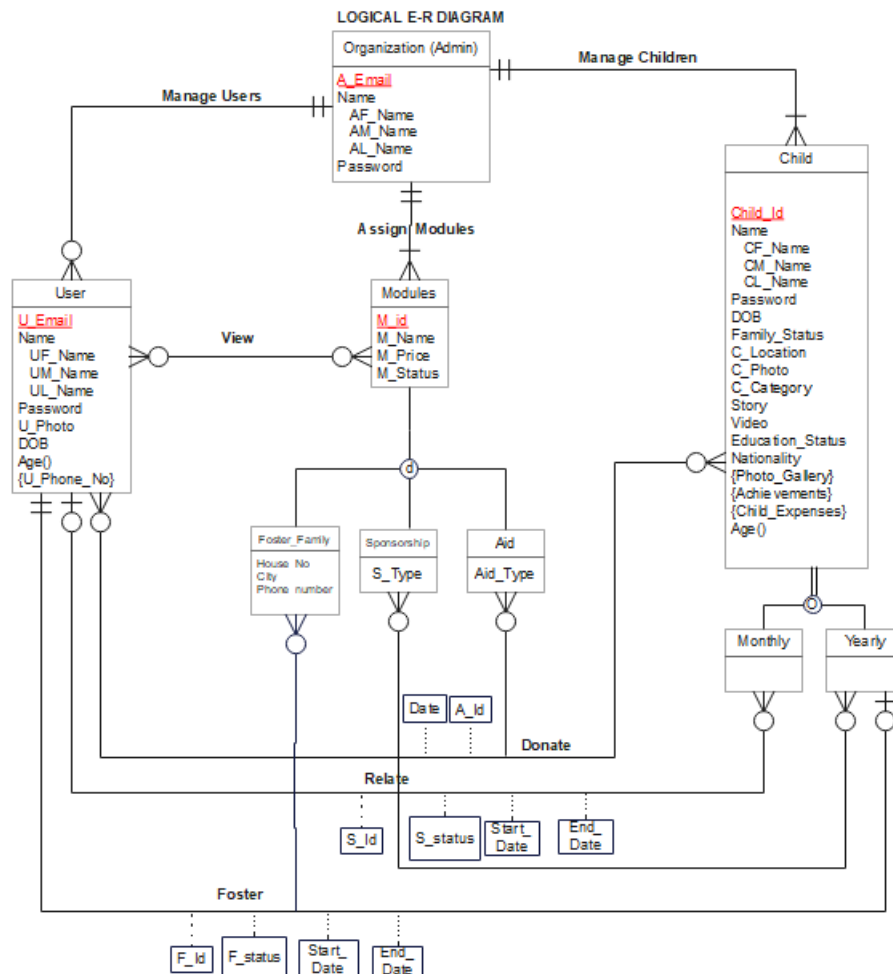 LOGICAL E-R DIAGRAM
Organization (Admin)
A_Email
Name
AF_Name
AM_Name
AL_Name
Password
Manage Users
Manage Children
Assign Modules
Child
Child_Id
Name
CF_Name
CM_Name
CL_Name
Password
DOB
Family_Status
C_Location
C_Photo
C_Category
Story
Video
Education_Status
Nationality
{Photo_Gallery}
{Achievements}
{Child_Expenses}
Age()
User
U_Email
Name
UF_Name
UM_Name
UL_Name
Password
U_Photo
DOB
Age()
{U_Phone_No}
View
Modules
M_id
M_Name
M_Price
M_Status
d
Foster_Family
House No
City
Phone number
Sponsorship
S_Type
Aid
Aid_Type
O
Monthly
Yearly
Date
A_Id
Donate
Relate
S_Id
S_status
Start_
Date
End_
Date
Foster
F_Id
F_status
Start_
Date
End_
Date